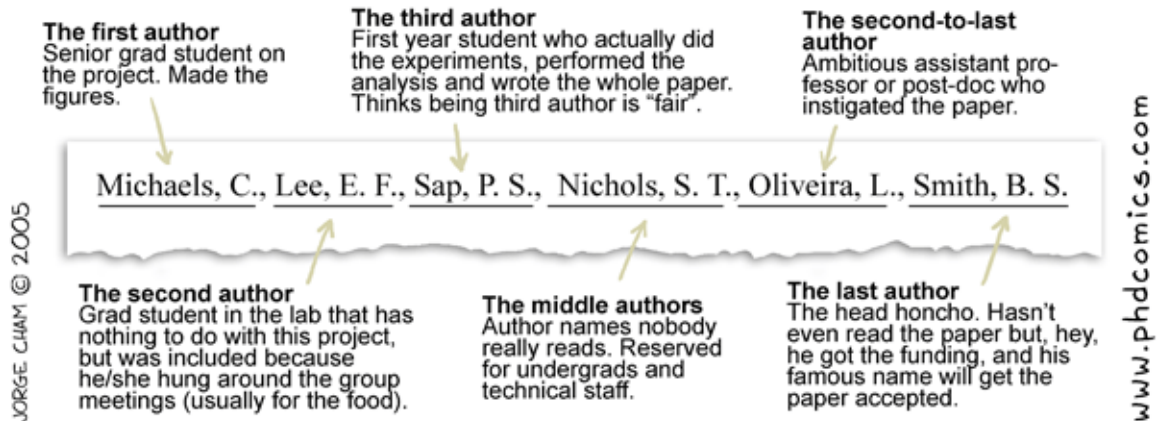 The first author
Senior grad student on
the project. Made the
figures.
The third author
First year student who actually did
the experiments, performed the
analysis and wrote the whole paper.
Thinks being third author is “fair”.
The second-to-last
author
Ambitious assistant pro-
fessor or post-doc who
instigated the paper.
Michaels, C., Lee, E. F., Sap, P. S., Nichols, S. T., Oliveira, L., Smith, B. S.
The second author
Grad student in the lab that has
nothing to do with this project,
but was included because
he/she hung around the group
meetings (usually for the food).
The middle authors
Author names nobody
really reads. Reserved
for undergrads and
technical staff.
The last author
The head honcho. Hasn’t
even read the paper but, hey,
he got the funding, and his
famous name will get the
paper accepted.
JORGE CHAM © 2005
www.phdcomics.com